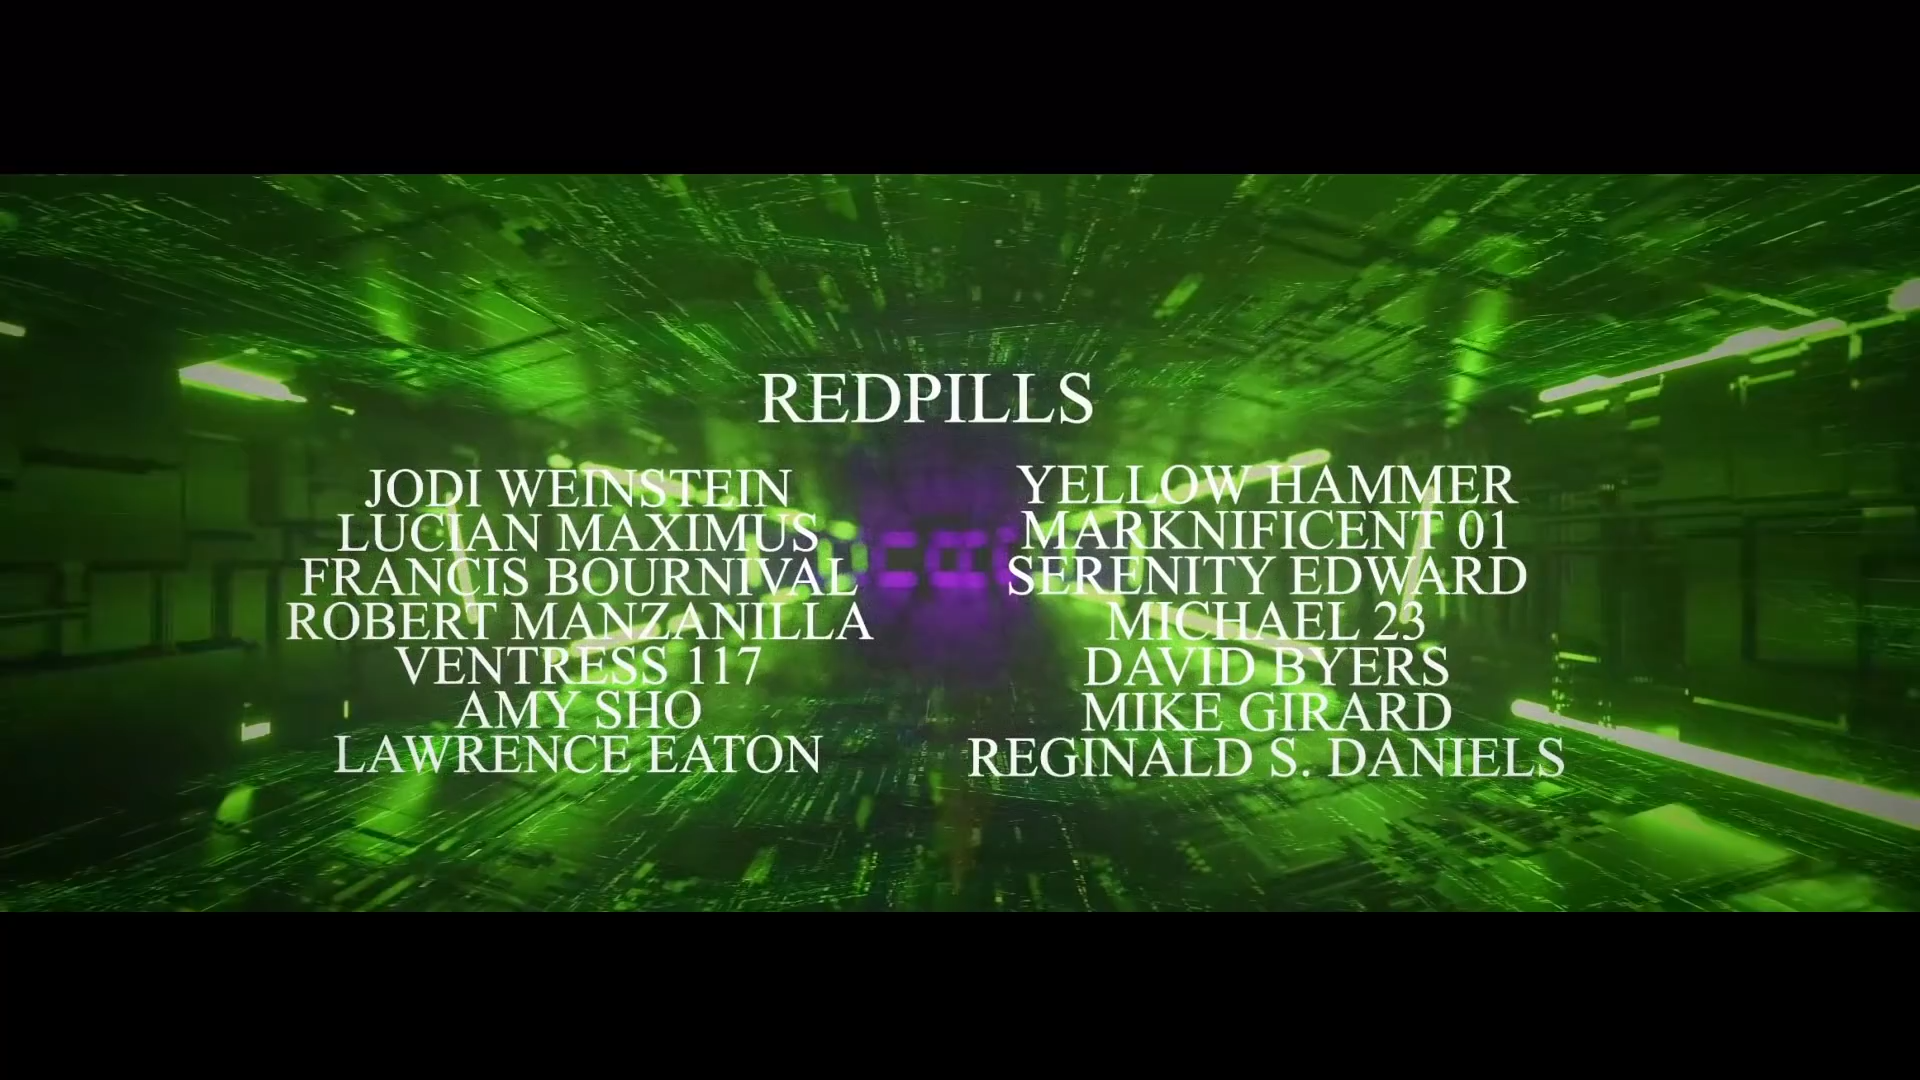 REDPILLS
JODI WEINSTEIN
LUCIAN MAXIMUS
FRANCIS BOURNIVAL
ROBERT MANZANILLA
VENTRESS 117
AMY SHO
LAWRENCE EATON
YELLOW HAMMER
MARKNIFICENT 01
SERENITY EDWARD
MICHAEL 23
DAVID BYERS
MIKE GIRARD
REGINALD S. DANIELS